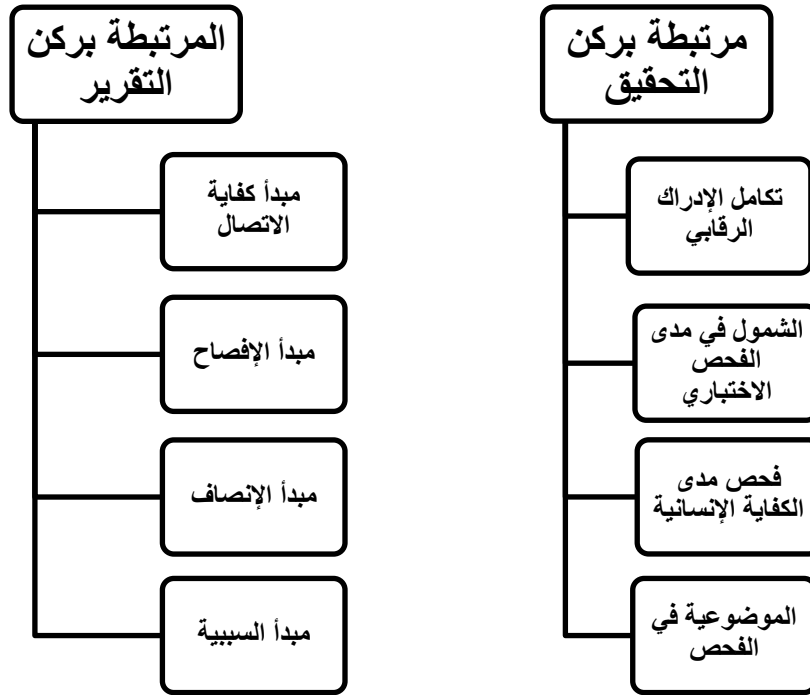 مرتبطة بركن
التحقيق
تكامل الإدراك
الرقابي
الشمول في مدى
الفحص
الاختباري
فحص مدى
الكفاية الإنسانية
الموضوعية في
الفحص
المرتبطة بركن
التقرير
مبدأ كفاية
الاتصال
مبدأ الإفصاح
مبدأ الإنصاف
مبدأ السببية